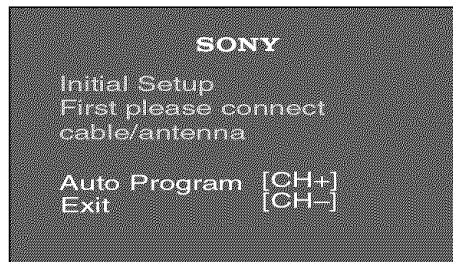 SONY
Initial Setup
First please connect
cable/antenna
Auto Program [CH+]
Exit [CH–]